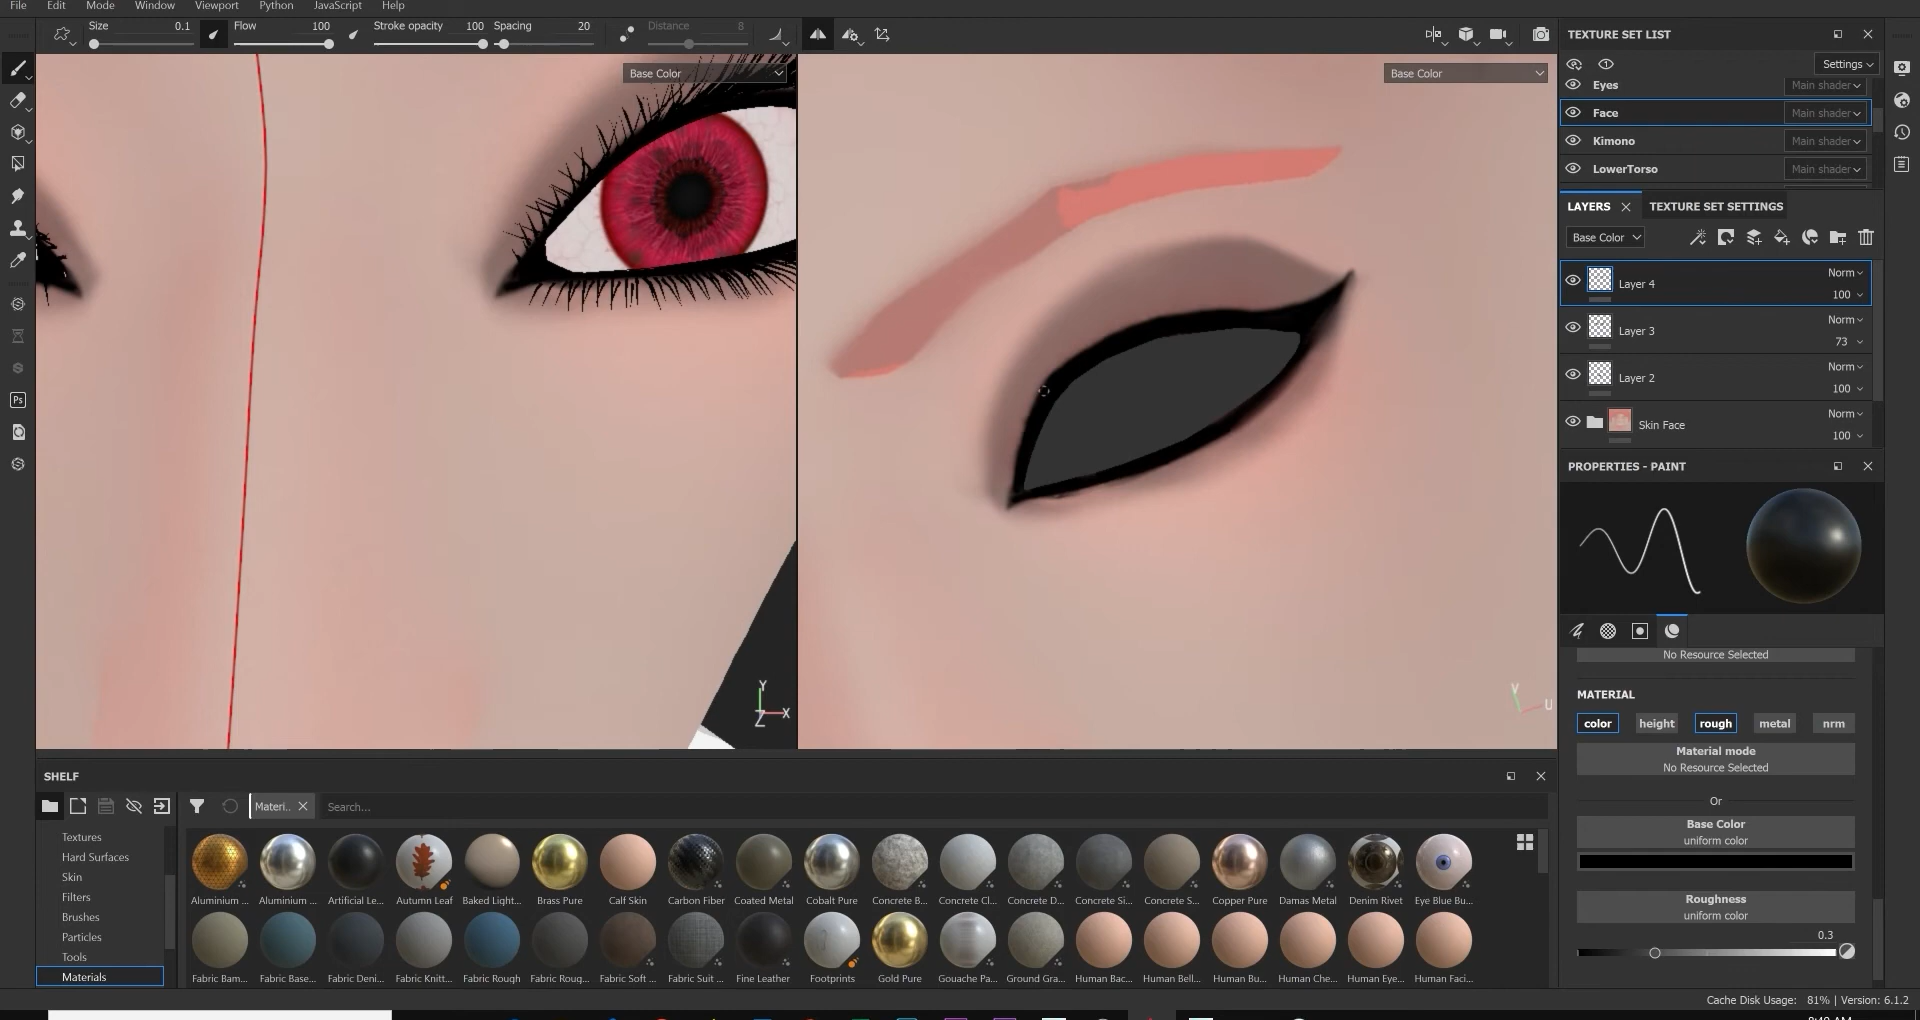 File Edit Mode Window Viewport Python JavaScript Help
Size 0.1 Flow 100 Stroke opacity 100 Spacing 20 Distance 8
Base Color
Base Color
TEXTURE SET LIST
Settings
Eyes Main shader
Face Main shader
Kimono Main shader
LowerTorso Main shader
LAYERS TEXTURE SET SETTINGS
Base Color
Layer 4 Norm 100
Layer 3 Norm 73
Layer 2 Norm 100
Skin Face Norm 100
PROPERTIES - PAINT
No Resource Selected
MATERIAL
color height rough metal nrm
Material mode
No Resource Selected
Or
Base Color
uniform color
Roughness
uniform color
0.3
Ps
Y
X
Z
V
U
SHELF
Materi.. Search...
Textures
Hard Surfaces
Skin
Filters
Brushes
Particles
Tools
Materials
Aluminium ... Aluminium ... Artificial Le... Autumn Leaf Baked Light... Brass Pure Calf Skin Carbon Fiber Coated Metal Cobalt Pure Concrete B... Concrete Cl... Concrete D... Concrete Si... Concrete S... Copper Pure Damas Metal Denim Rivet Eye Blue Bu...
Fabric Bam... Fabric Base... Fabric Deni... Fabric Knitt... Fabric Rough Fabric Roug... Fabric Soft ... Fabric Suit ... Fine Leather Footprints Gold Pure Gouache Pa... Ground Gra... Human Bac... Human Bell... Human Bu... Human Che... Human Eye... Human Faci...
Cache Disk Usage: 81% | Version: 6.1.2